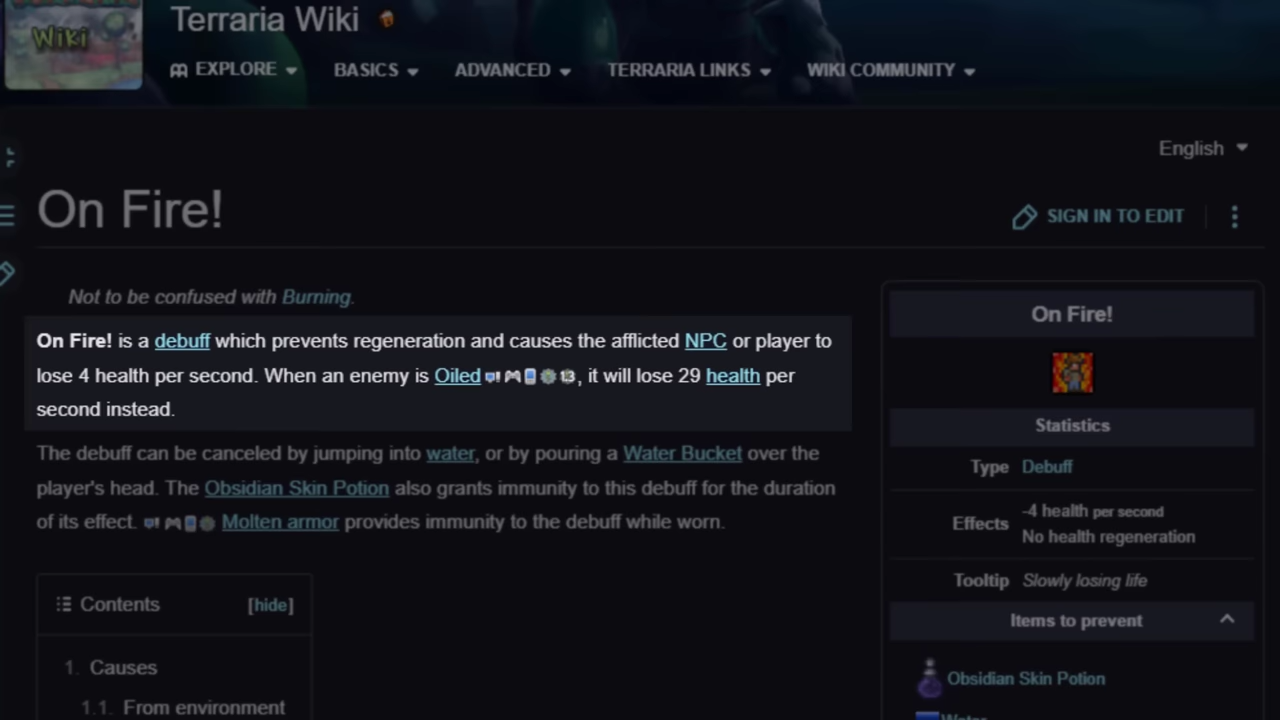 Wiki
Terraria Wiki
EXPLORE
BASICS
ADVANCED
TERRARIA LINKS
WIKI COMMUNITY
English
On Fire!
SIGN IN TO EDIT
Not to be confused with Burning.
On Fire! is a debuff which prevents regeneration and causes the afflicted NPC or player to
lose 4 health per second. When an enemy is Oiled, it will lose 29 health per
second instead.
The debuff can be canceled by jumping into water, or by pouring a Water Bucket over the
player's head. The Obsidian Skin Potion also grants immunity to this debuff for the duration
of its effect. Molten armor provides immunity to the debuff while worn.
Contents [hide]
1. Causes
1.1. From environment
On Fire!
Statistics
Type Debuff
Effects -4 health per second
No health regeneration
Tooltip Slowly losing life
Items to prevent
Obsidian Skin Potion
Water